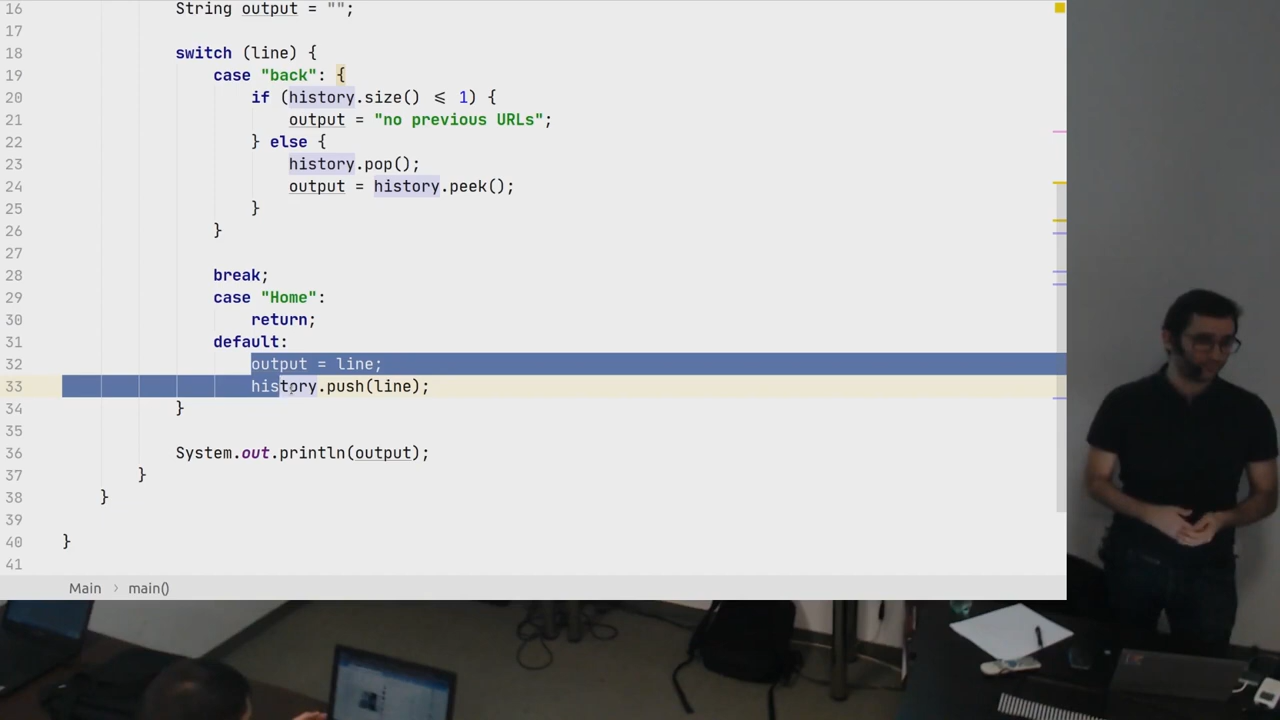 16 String output = "";
17
18 switch (line) {
19 case "back": {
20 if (history.size() <= 1) {
21 output = "no previous URLs";
22 } else {
23 history.pop();
24 output = history.peek();
25 }
26 }
27
28 break;
29 case "Home":
30 return;
31 default:
32 output = line;
33 history.push(line);
34 }
35
36 System.out.println(output);
37 }
38 }
39
40 }
41
Main › main()